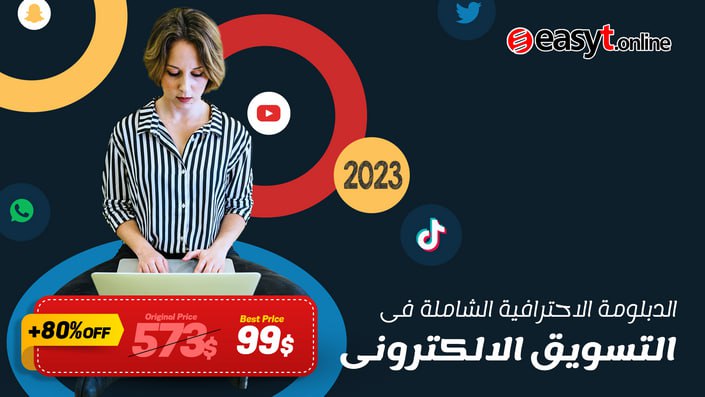 easyt.online
2023
الدبلومة الاحترافية الشاملة فى
التسويق الالكترونى
+80%OFF
Original Price
573$
Best Price
99$